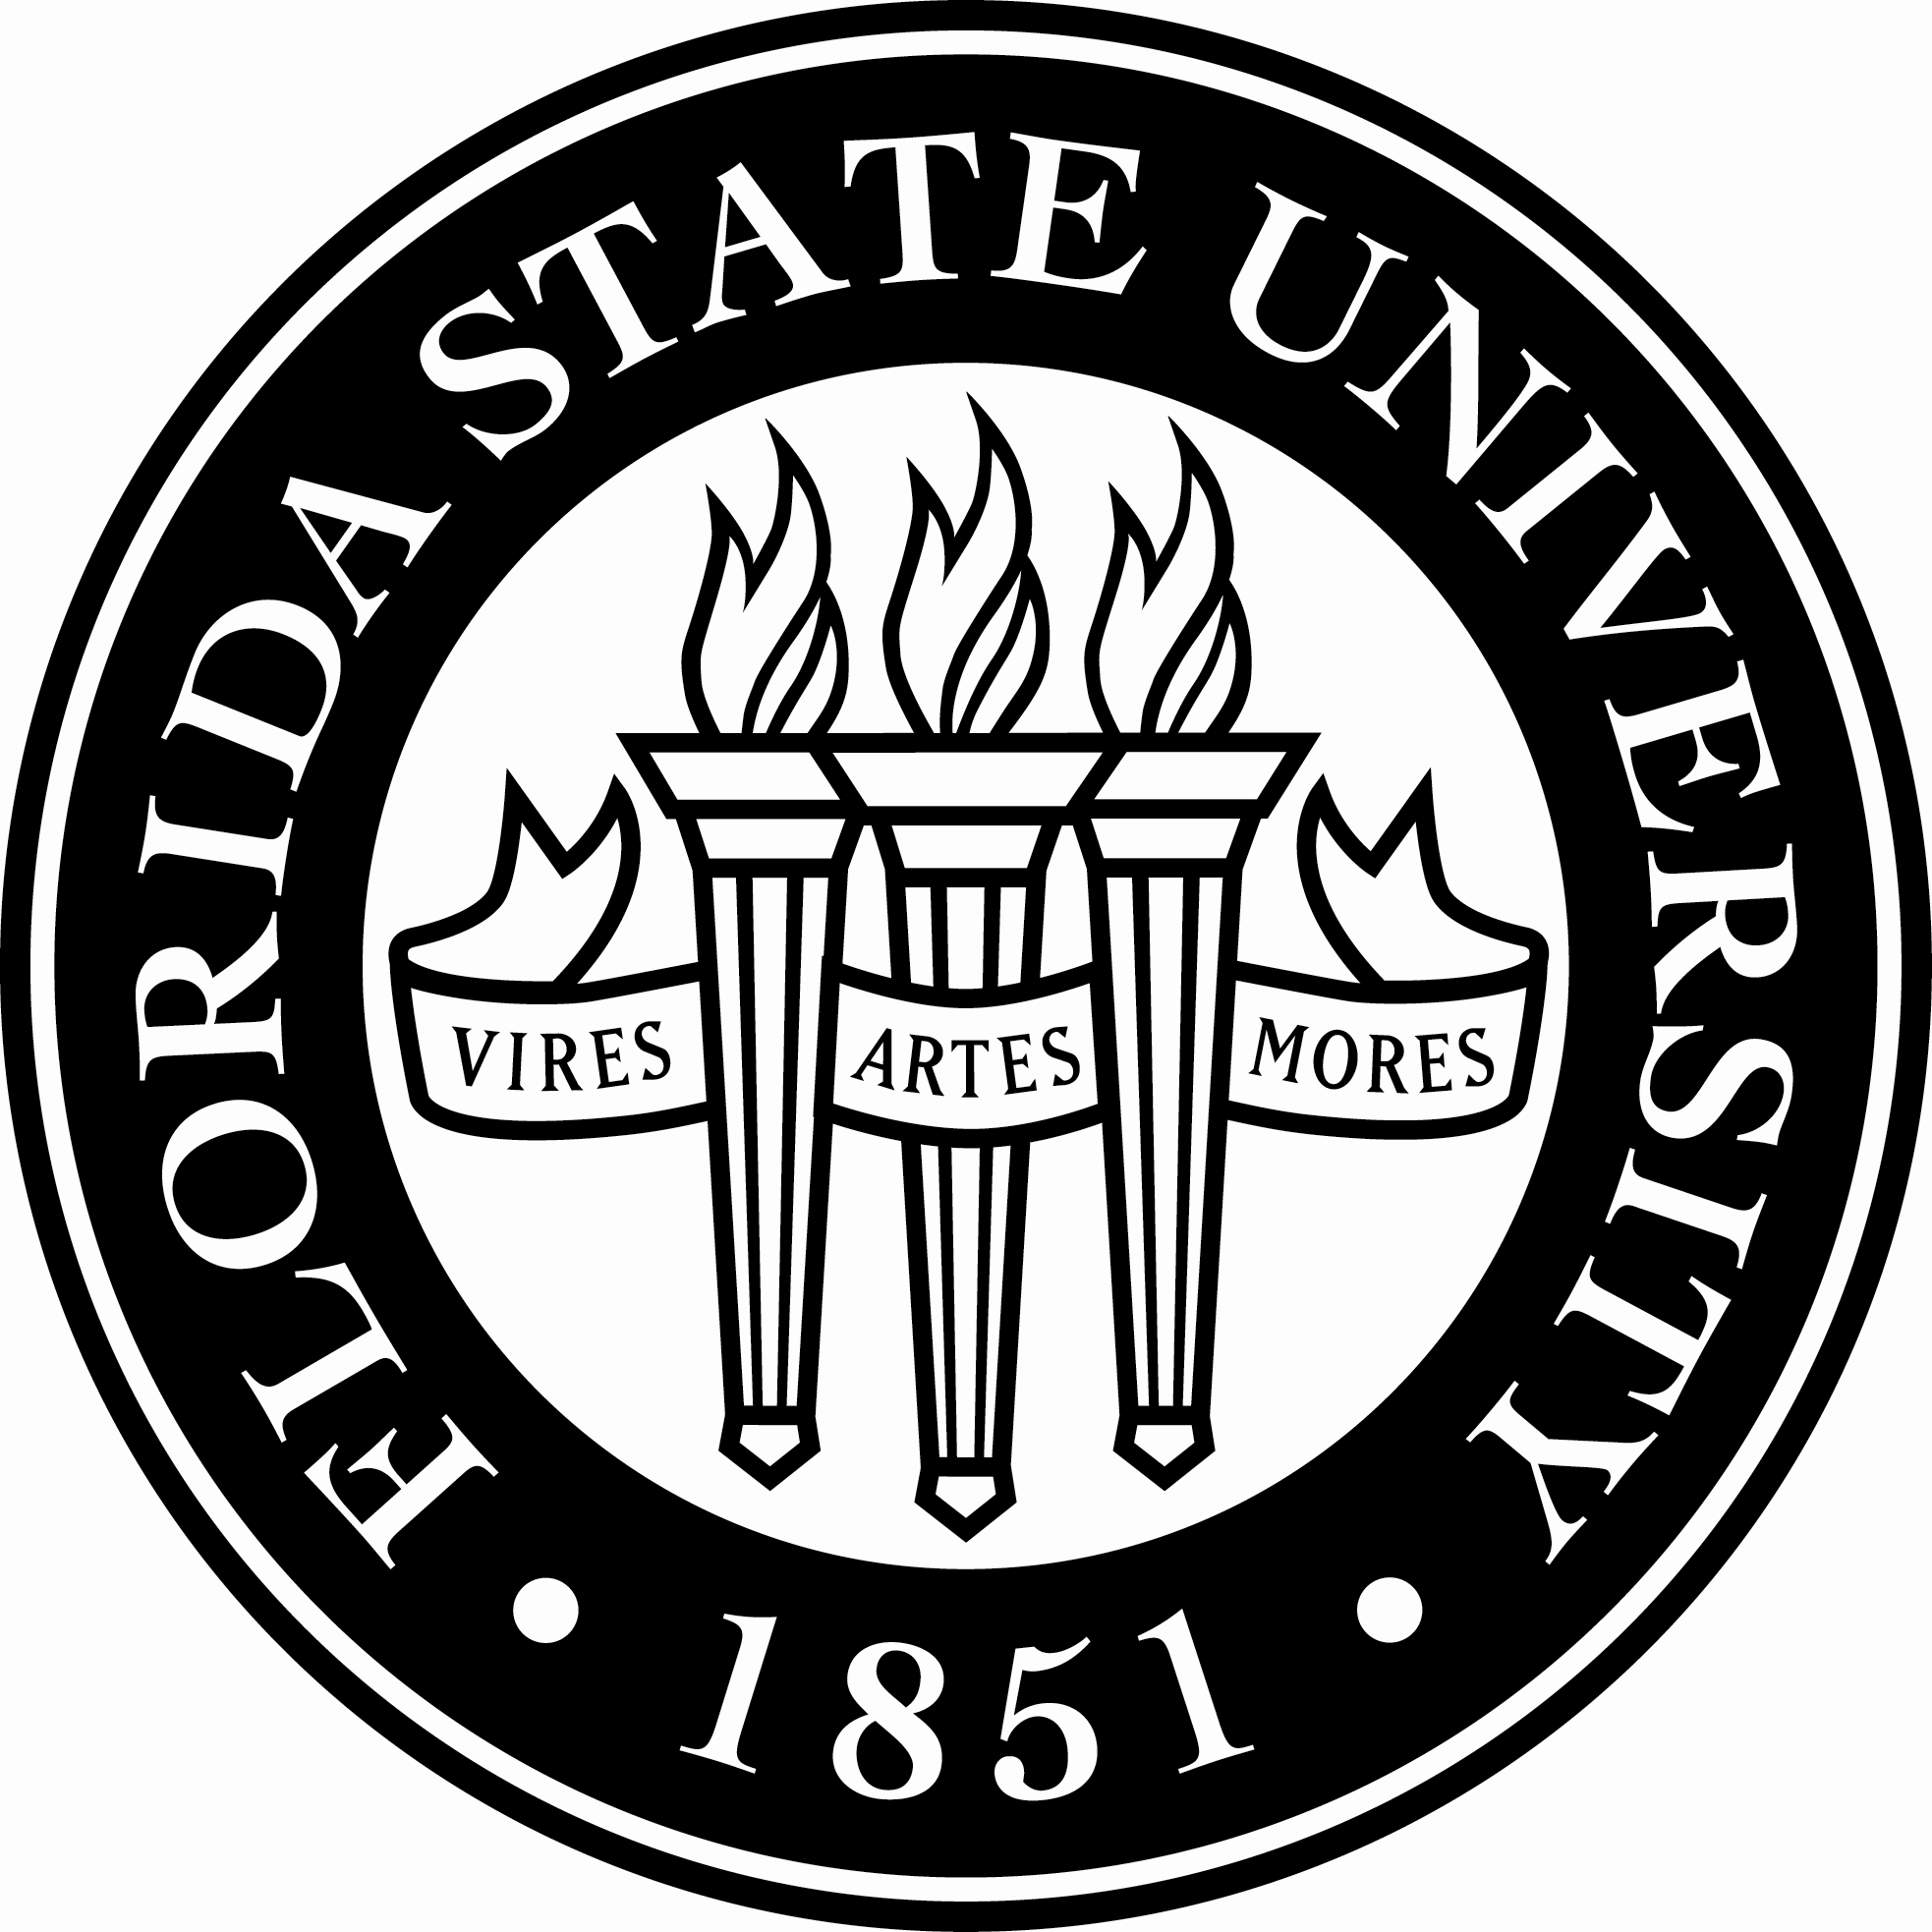 FLORIDA STATE UNIVERSITY
VIRES ARTES MORES
• 1851 •